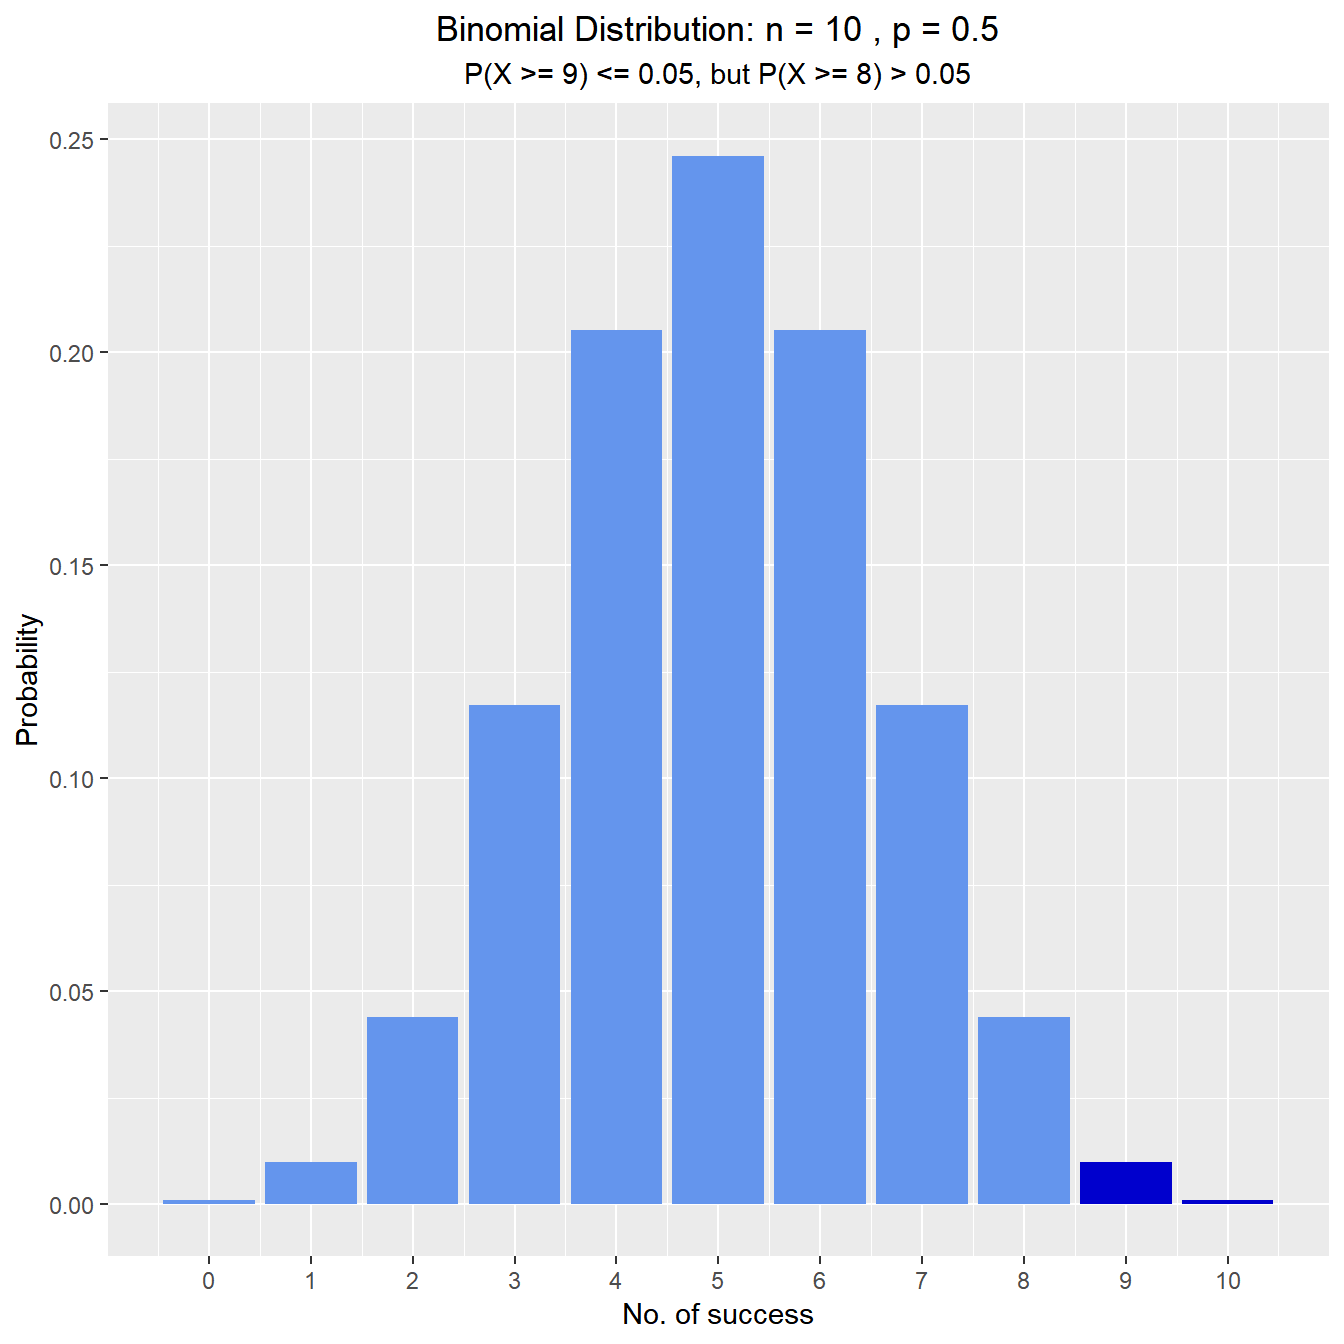 Binomial Distribution: n = 10 , p = 0.5
P(X >= 9) <= 0.05, but P(X >= 8) > 0.05
Probability
0.25
0.20
0.15
0.10
0.05
0.00
0 1 2 3 4 5 6 7 8 9 10
No. of success